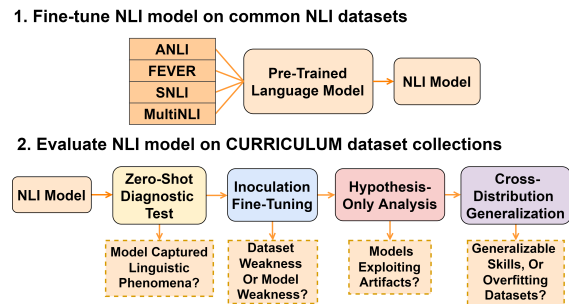 1. Fine-tune NLI model on common NLI datasets
ANLI
FEVER
SNLI
MultiNLI
Pre-Trained
Language Model
NLI Model
2. Evaluate NLI model on CURRICULUM dataset collections
NLI Model
Zero-Shot
Diagnostic
Test
Inoculation
Fine-Tuning
Hypothesis-
Only Analysis
Cross-
Distribution
Generalization
Model Captured
Linguistic
Phenomena?
Dataset
Weakness
Or Model
Weakness?
Models
Exploiting
Artifacts?
Generalizable
Skills, Or
Overfitting
Datasets?